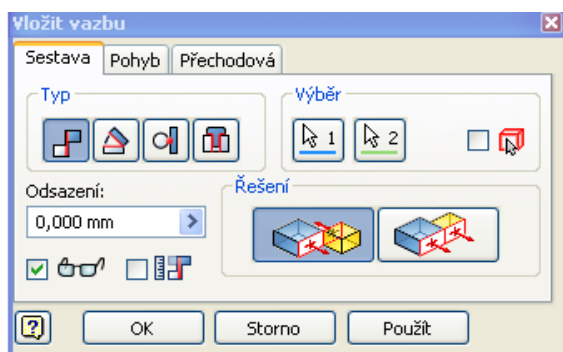 Vložit vazbu
Sestava Pohyb Přechodová
Typ
Výběr
1 2
Odsazení:
0,000 mm
Řešení
OK Storno Použít